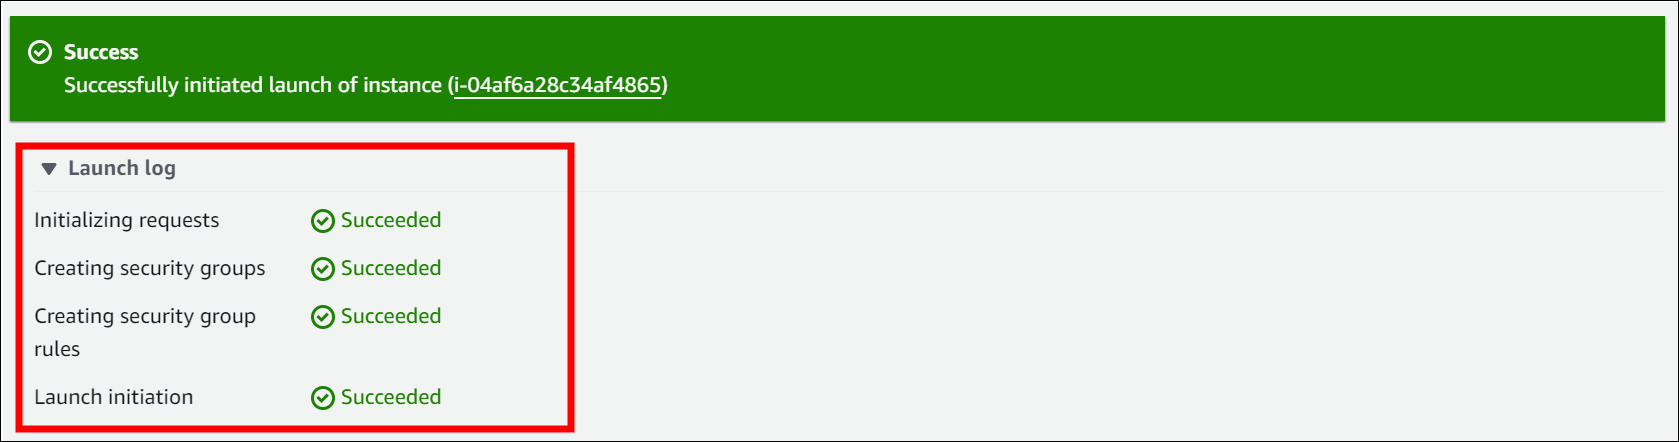 Success
Successfully initiated launch of instance (i-04af6a28c34af4865)
Launch log
Initializing requests Succeeded
Creating security groups Succeeded
Creating security group Succeeded
rules
Launch initiation Succeeded